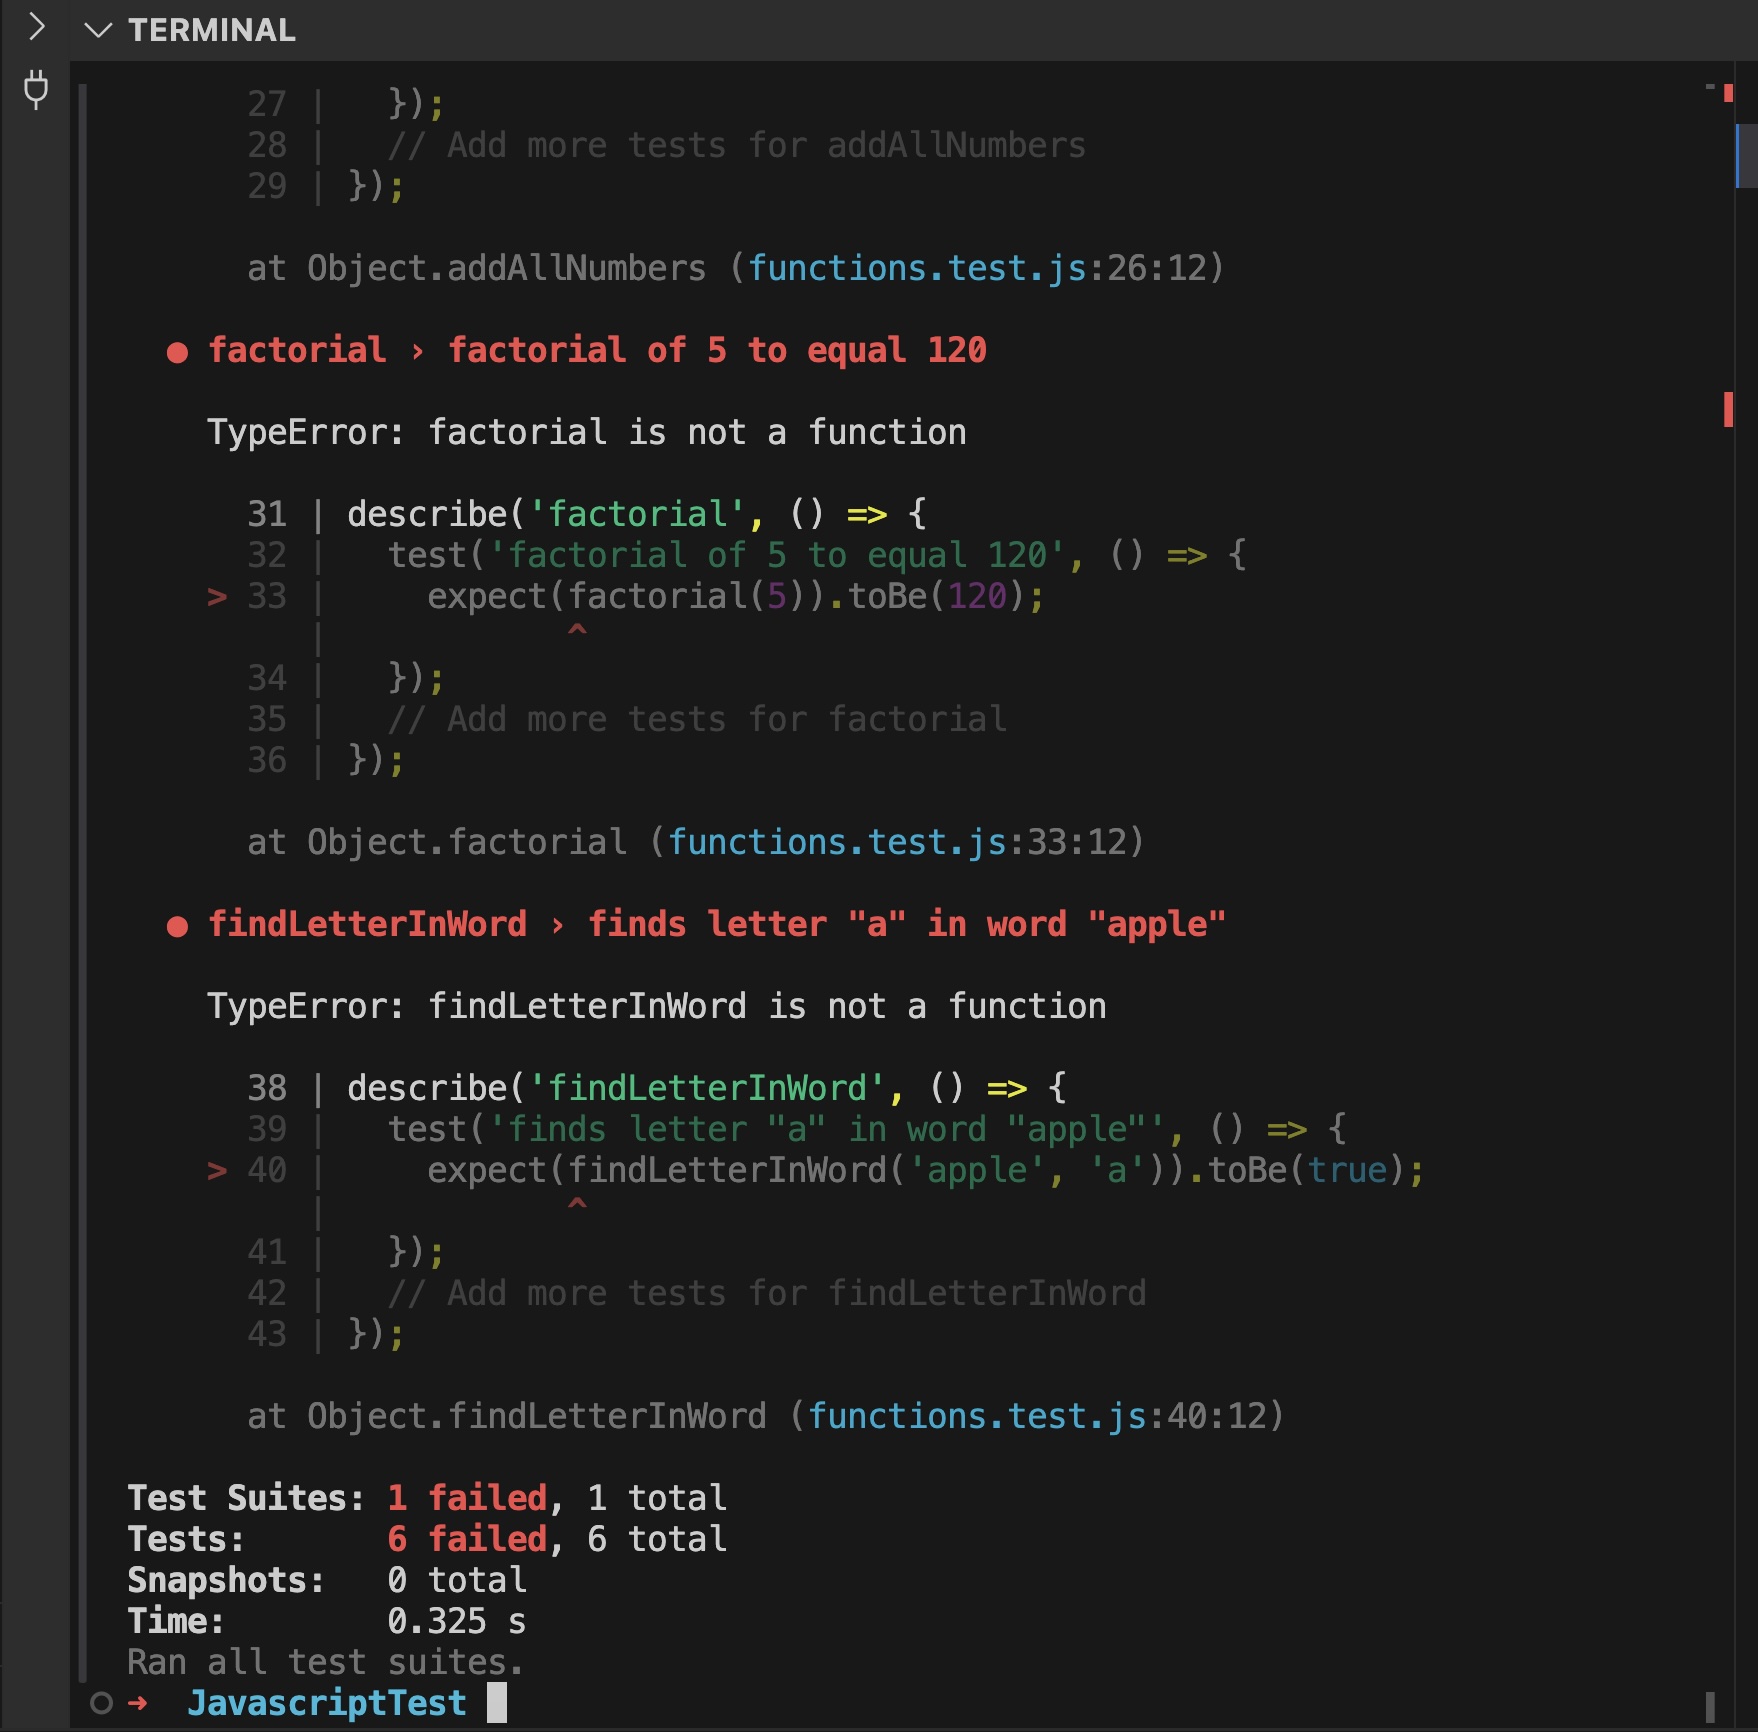 TERMINAL
27 |   });
28 |   // Add more tests for addAllNumbers
29 | });
at Object.addAllNumbers (functions.test.js:26:12)
● factorial › factorial of 5 to equal 120
TypeError: factorial is not a function
31 | describe('factorial', () => {
32 |   test('factorial of 5 to equal 120', () => {
> 33 |     expect(factorial(5)).toBe(120);
|            ^
34 |   });
35 |   // Add more tests for factorial
36 | });
at Object.factorial (functions.test.js:33:12)
● findLetterInWord › finds letter "a" in word "apple"
TypeError: findLetterInWord is not a function
38 | describe('findLetterInWord', () => {
39 |   test('finds letter "a" in word "apple"', () => {
> 40 |     expect(findLetterInWord('apple', 'a')).toBe(true);
|            ^
41 |   });
42 |   // Add more tests for findLetterInWord
43 | });
at Object.findLetterInWord (functions.test.js:40:12)
Test Suites: 1 failed, 1 total
Tests:       6 failed, 6 total
Snapshots:   0 total
Time:        0.325 s
Ran all test suites.
➜ JavascriptTest